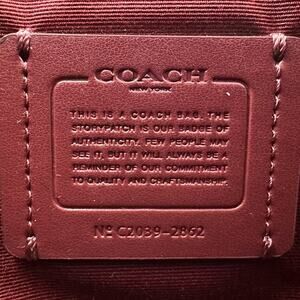 COACH
NEW YORK
THIS IS A COACH BAG. THE
STORYPATCH IS OUR BADGE OF
AUTHENTICITY. FEW PEOPLE MAY
SEE IT, BUT IT WILL ALWAYS BE A
REMINDER OF OUR COMMITMENT
TO QUALITY AND CRAFTSMANSHIP.
Nº C2039-2862